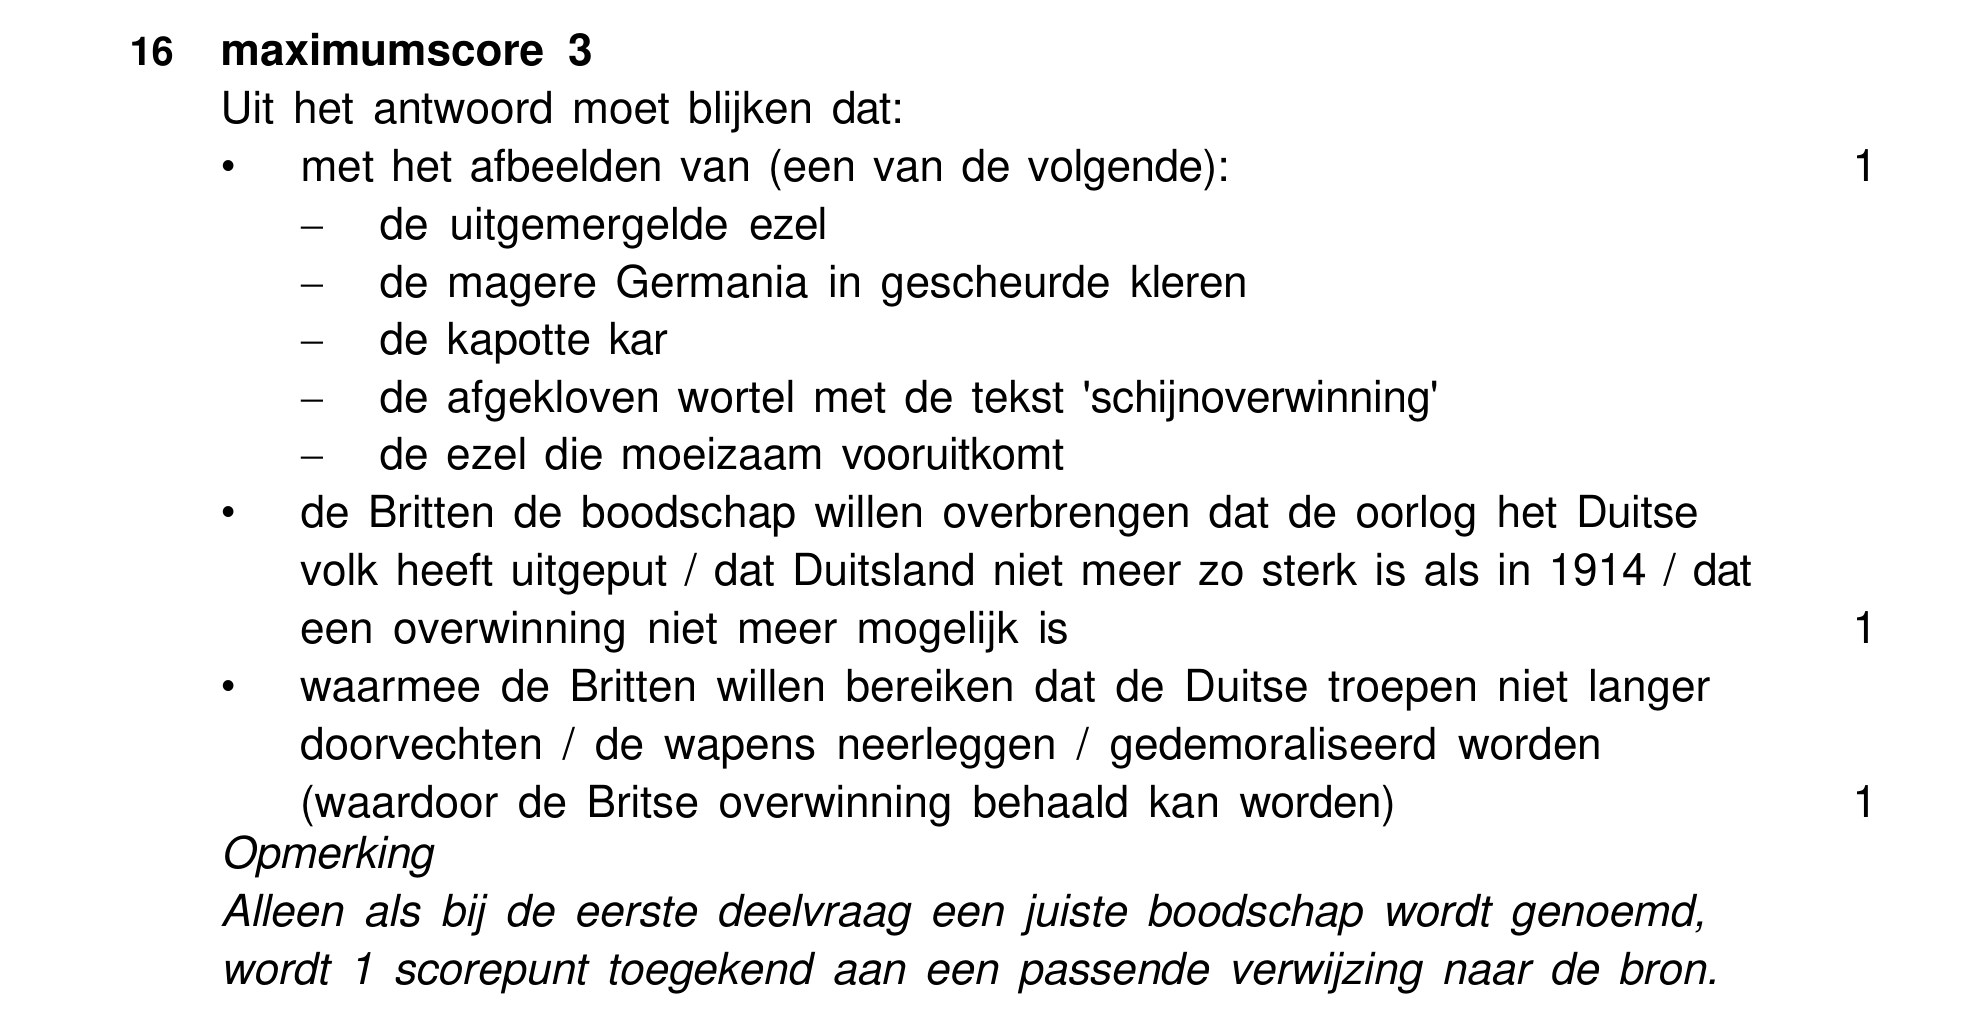 16 maximumscore 3
Uit het antwoord moet blijken dat:
• met het afbeelden van (een van de volgende): 1
– de uitgemergelde ezel
– de magere Germania in gescheurde kleren
– de kapotte kar
– de afgekloven wortel met de tekst 'schijnoverwinning'
– de ezel die moeizaam vooruitkomt
• de Britten de boodschap willen overbrengen dat de oorlog het Duitse
volk heeft uitgeput / dat Duitsland niet meer zo sterk is als in 1914 / dat
een overwinning niet meer mogelijk is 1
• waarmee de Britten willen bereiken dat de Duitse troepen niet langer
doorvechten / de wapens neerleggen / gedemoraliseerd worden
(waardoor de Britse overwinning behaald kan worden) 1
Opmerking
Alleen als bij de eerste deelvraag een juiste boodschap wordt genoemd,
wordt 1 scorepunt toegekend aan een passende verwijzing naar de bron.